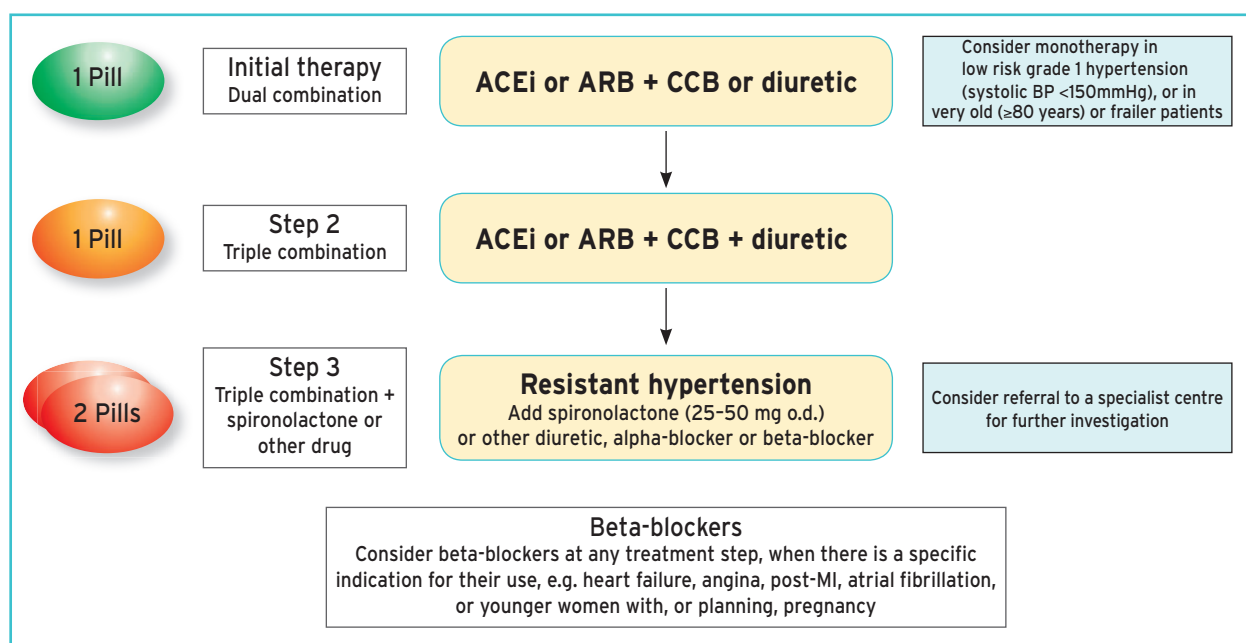 1 Pill
Initial therapy
Dual combination
ACEi or ARB + CCB or diuretic
Consider monotherapy in
low risk grade 1 hypertension
(systolic BP <150mmHg), or in
very old (≥80 years) or frailer patients
1 Pill
Step 2
Triple combination
ACEi or ARB + CCB + diuretic
2 Pills
Step 3
Triple combination +
spironolactone or
other drug
Resistant hypertension
Add spironolactone (25–50 mg o.d.)
or other diuretic, alpha-blocker or beta-blocker
Consider referral to a specialist centre
for further investigation
Beta-blockers
Consider beta-blockers at any treatment step, when there is a specific
indication for their use, e.g. heart failure, angina, post-MI, atrial fibrillation,
or younger women with, or planning, pregnancy